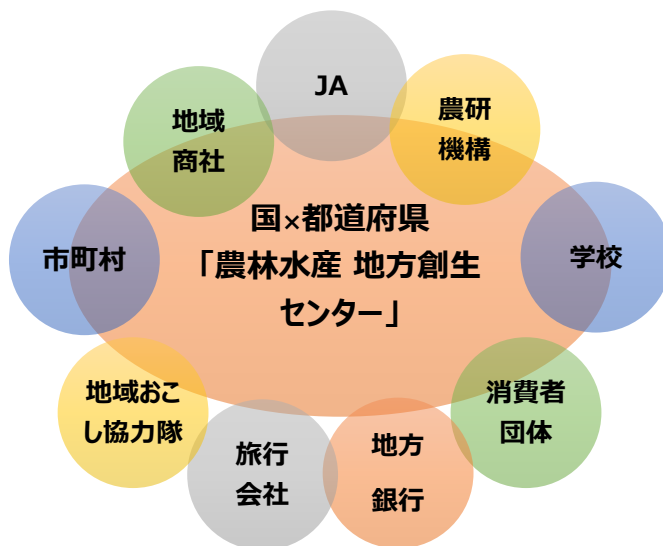 JA
地域
商社
農研
機構
国×都道府県
「農林水産 地方創生
センター」
市町村
学校
地域おこ
し協力隊
消費者
団体
旅行
会社
地方
銀行